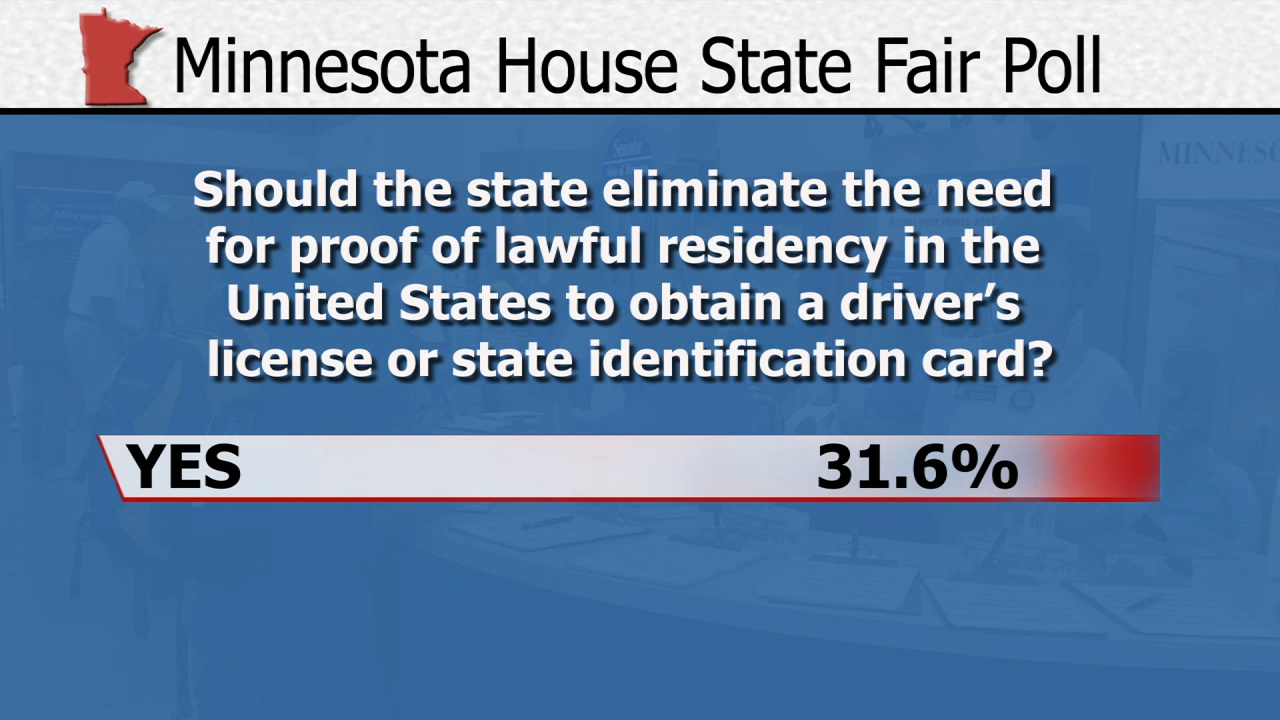 Minnesota House State Fair Poll
Should the state eliminate the need
for proof of lawful residency in the
United States to obtain a driver’s
license or state identification card?
YES 31.6%